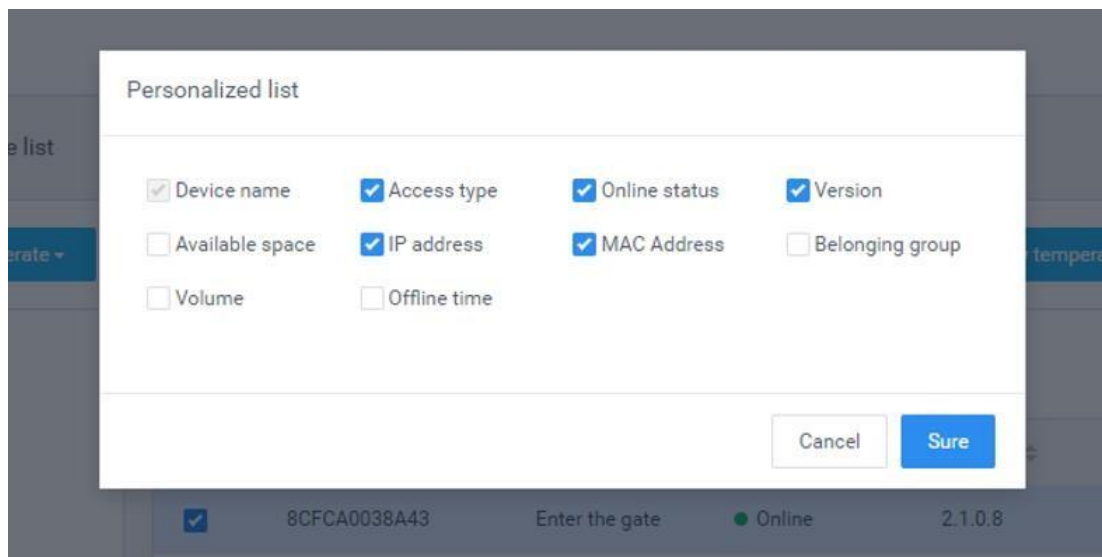 Personalized list
e list
Device name Access type Online status Version
Available space IP address MAC Address Belonging group
erate
tempera
Volume Offline time
Cancel Sure
8CFCA0038A43 Enter the gate Online 2.1.0.8